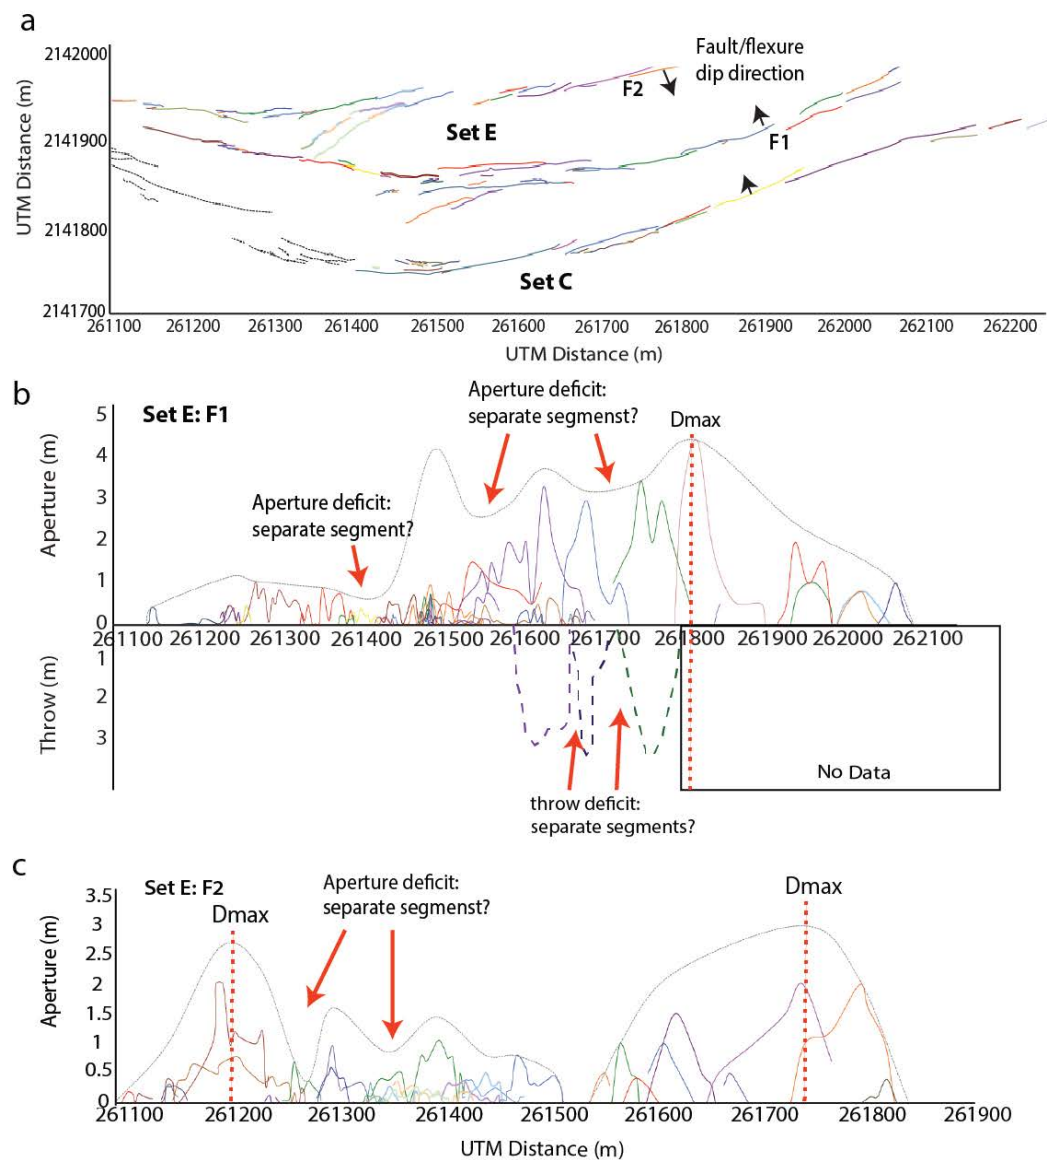 a
2142000
2141900
2141800
2141700
UTM Distance (m)
Fault/flexure
dip direction
F2
Set E
F1
Set C
261100 261200 261300 261400 261500 261600 261700 261800 261900 262000 262100 262200
UTM Distance (m)
b
Set E: F1
Aperture deficit:
separate segmenst?
Dmax
Aperture deficit:
separate segment?
5
4
3
2
1
0
Aperture (m)
261100 261200 261300 261400 261500 261600 261700 261800 261900 262000 262100
1
2
3
Throw (m)
No Data
throw deficit:
separate segments?
c
Set E: F2
Aperture deficit:
separate segmenst?
Dmax
Dmax
3.5
3
2.5
2
1.5
1
0.5
0
Aperture (m)
261100 261200 261300 261400 261500 261600 261700 261800 261900
UTM Distance (m)